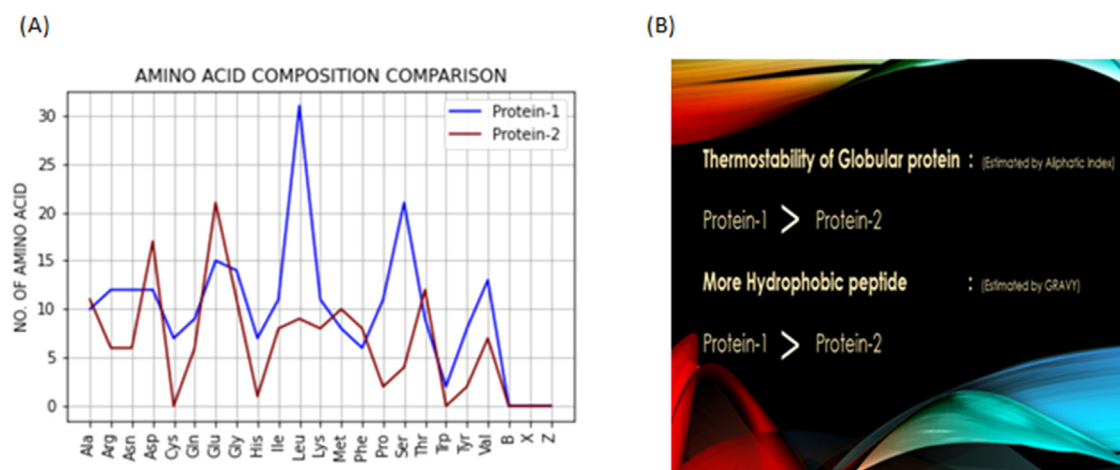 (A)
(B)
AMINO ACID COMPOSITION COMPARISON
Protein-1
Protein-2
NO. OF AMINO ACID
30
25
20
15
10
5
0
Ala Arg Asn Asp Cys Gln Glu Gly His Ile Leu Lys Met Phe Pro Ser Thr Trp Tyr Val B X Z
Thermostability of Globular protein : (Estimated by Aliphatic Index)
Protein-1 > Protein-2
More Hydrophobic peptide : (Estimated by GRAVY)
Protein-1 > Protein-2